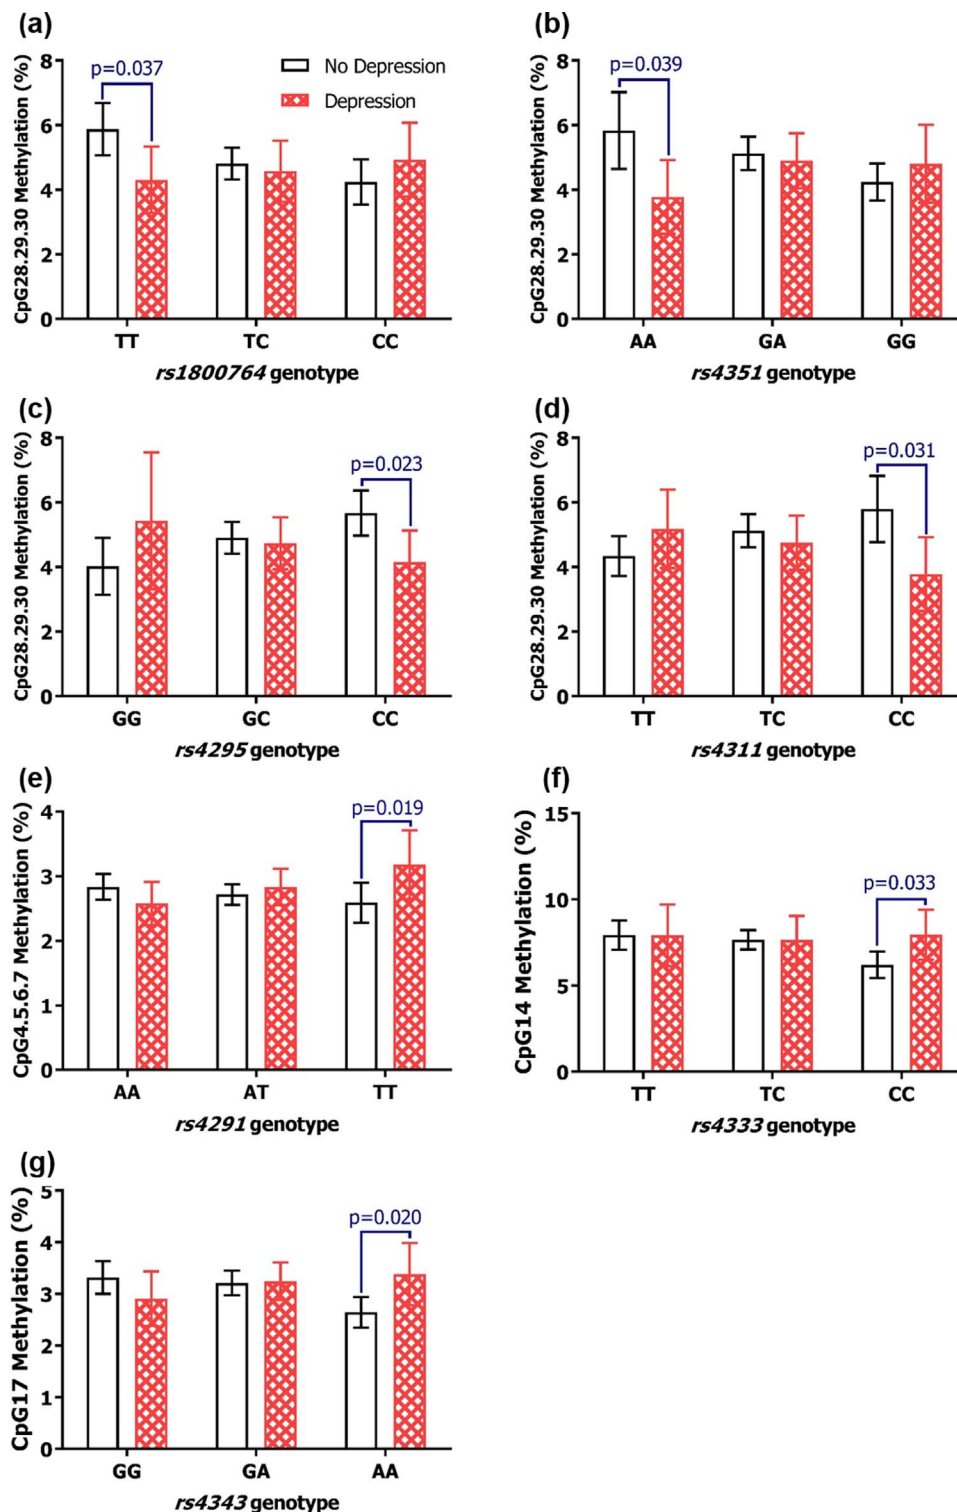 (a)
CpG28.29.30 Methylation (%)
8
6
4
2
0
p=0.037
No Depression
Depression
TT TC CC
rs1800764 genotype
(b)
CpG28.29.30 Methylation (%)
8
6
4
2
0
p=0.039
AA GA GG
rs4351 genotype
(c)
CpG28.29.30 Methylation (%)
8
6
4
2
0
p=0.023
GG GC CC
rs4295 genotype
(d)
CpG28.29.30 Methylation (%)
8
6
4
2
0
p=0.031
TT TC CC
rs4311 genotype
(e)
CpG4.5.6.7 Methylation (%)
4
3
2
1
0
p=0.019
AA AT TT
rs4291 genotype
(f)
CpG14 Methylation (%)
15
10
5
0
p=0.033
TT TC CC
rs4333 genotype
(g)
CpG17 Methylation (%)
5
4
3
2
1
0
p=0.020
GG GA AA
rs4343 genotype